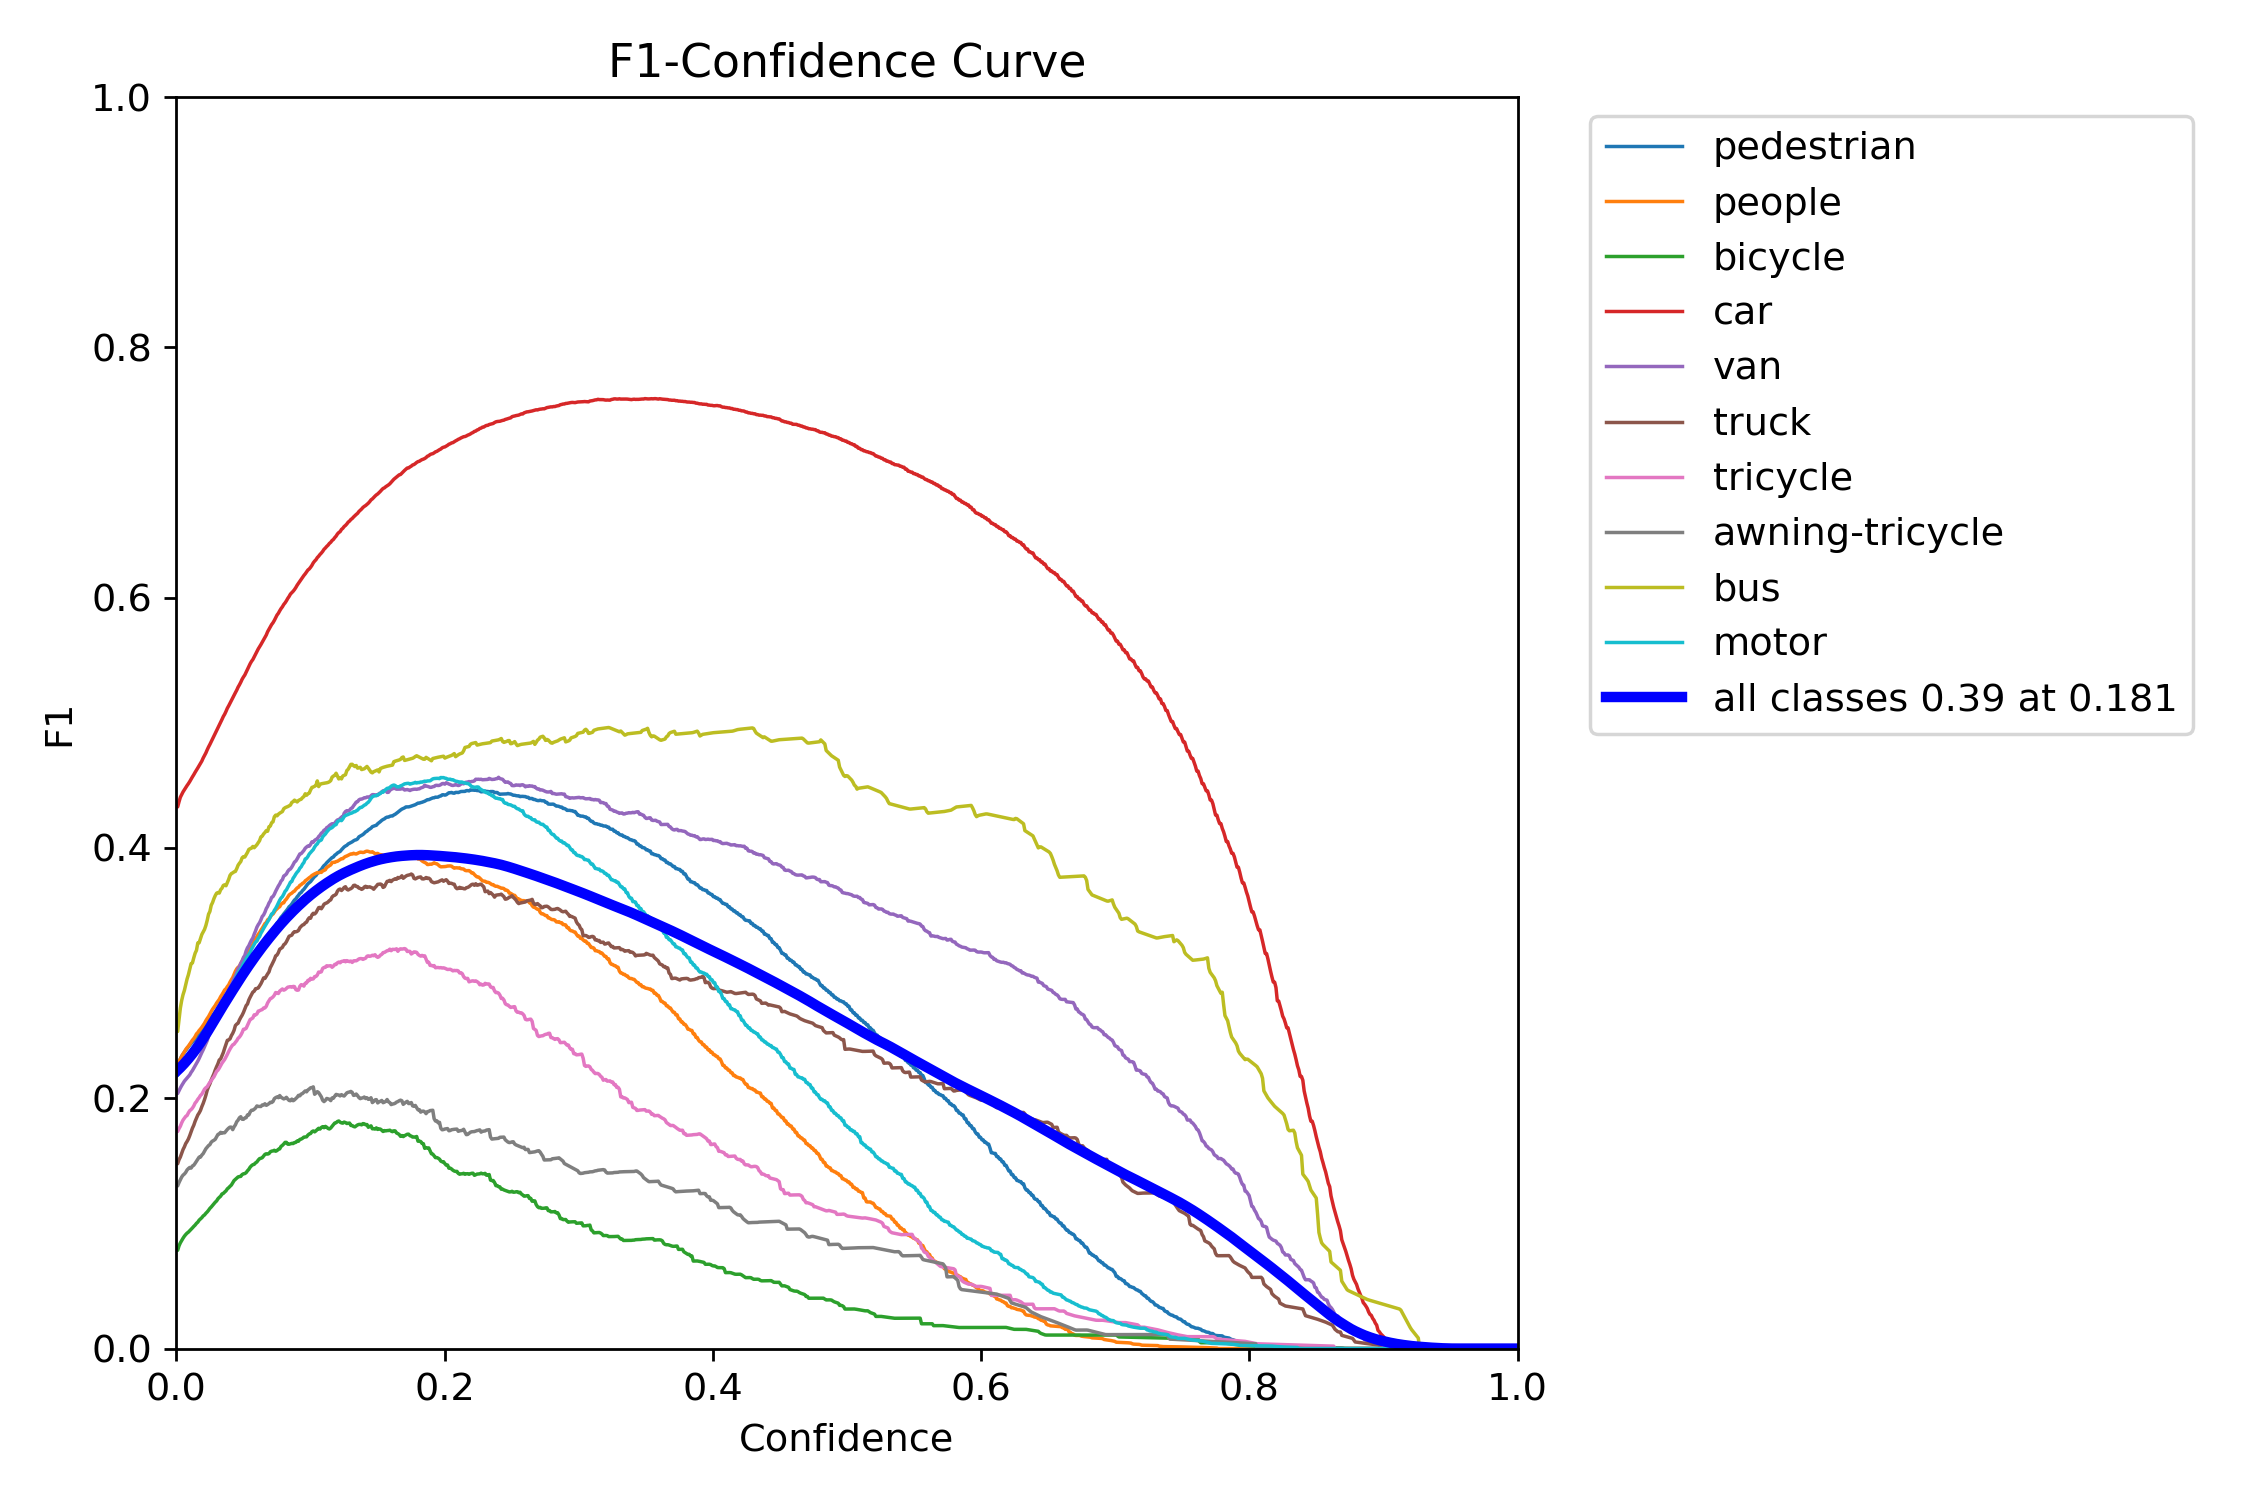 F1-Confidence Curve
1.0
0.8
0.6
0.4
0.2
0.0
F1
0.0 0.2 0.4 0.6 0.8 1.0
Confidence
pedestrian
people
bicycle
car
van
truck
tricycle
awning-tricycle
bus
motor
all classes 0.39 at 0.181